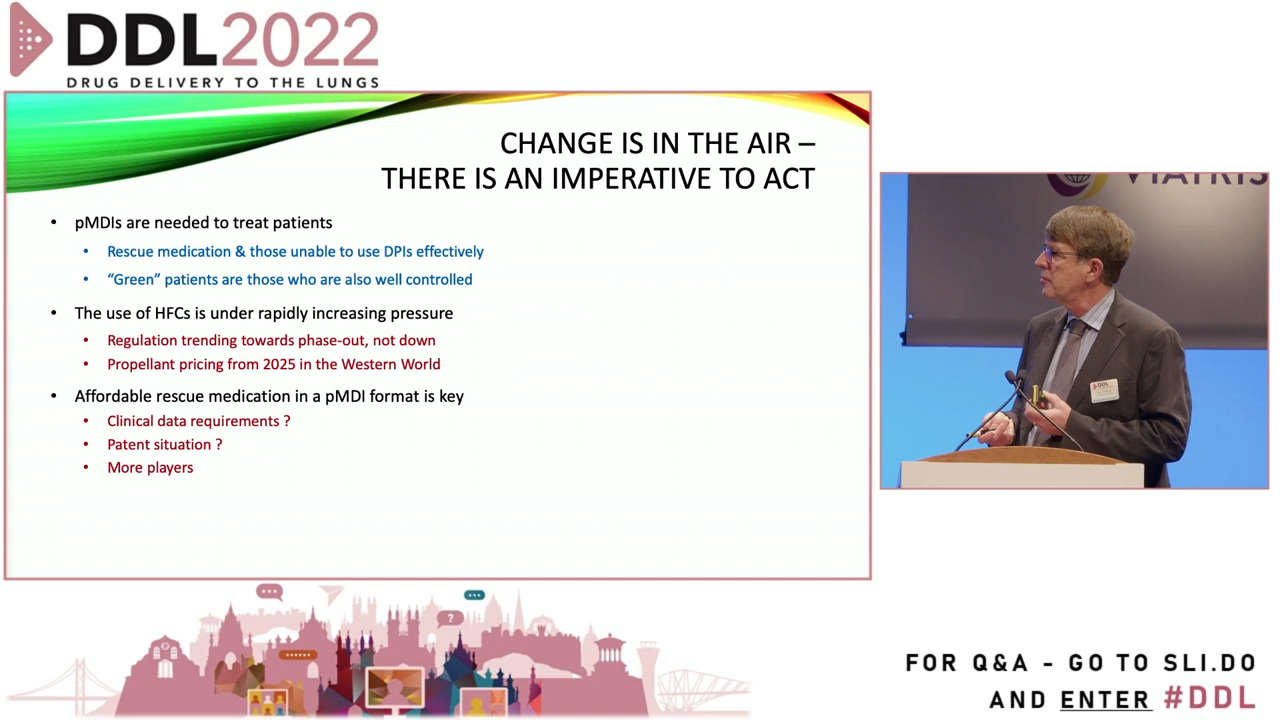 DDL2022
DRUG DELIVERY TO THE LUNGS
CHANGE IS IN THE AIR –
THERE IS AN IMPERATIVE TO ACT
• pMDIs are needed to treat patients
• Rescue medication & those unable to use DPIs effectively
• “Green” patients are those who are also well controlled
• The use of HFCs is under rapidly increasing pressure
• Regulation trending towards phase-out, not down
• Propellant pricing from 2025 in the Western World
• Affordable rescue medication in a pMDI format is key
• Clinical data requirements ?
• Patent situation ?
• More players
VIATRIS
DDL
?
FOR Q&A - GO TO SLI.DO
AND ENTER #DDL